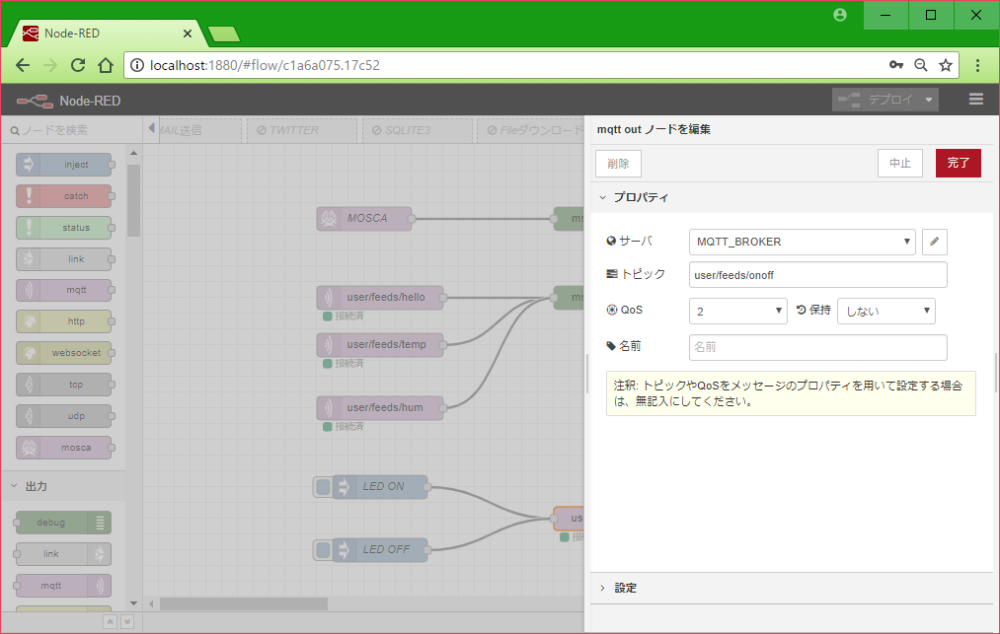 Node-RED
localhost:1880/#flow/c1a6a075.17c52
Node-RED
デプロイ
ノードを検索
MAIL送信
TWITTER
SQLITE3
Fileダウンロード
mqtt out ノードを編集
削除
中止
完了
プロパティ
サーバ
MQTT_BROKER
トピック
user/feeds/onoff
QoS
2
保持
しない
名前
名前
注釈: トピックやQoSをメッセージのプロパティを用いて設定する場合
は、無記入にしてください。
設定
inject
catch
status
link
mqtt
http
websocket
tcp
udp
mosca
出力
debug
link
mqtt
MOSCA
ms
user/feeds/hello
接続済
ms
user/feeds/temp
接続済
user/feeds/hum
接続済
LED ON
LED OFF
us
接